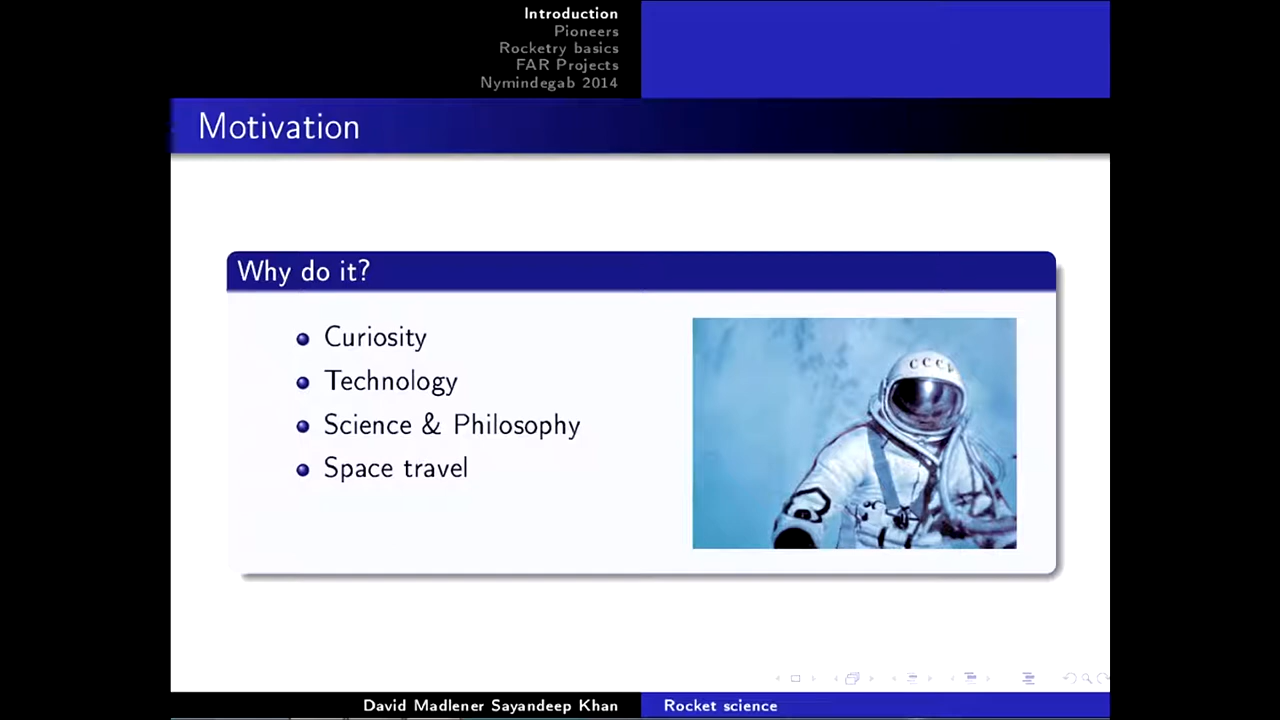 Introduction
Pioneers
Rocketry basics
FAR Projects
Nymindegab 2014
Motivation
Why do it?
Curiosity
Technology
Science & Philosophy
Space travel
CCCP
David Madlener Sayandeep Khan
Rocket science